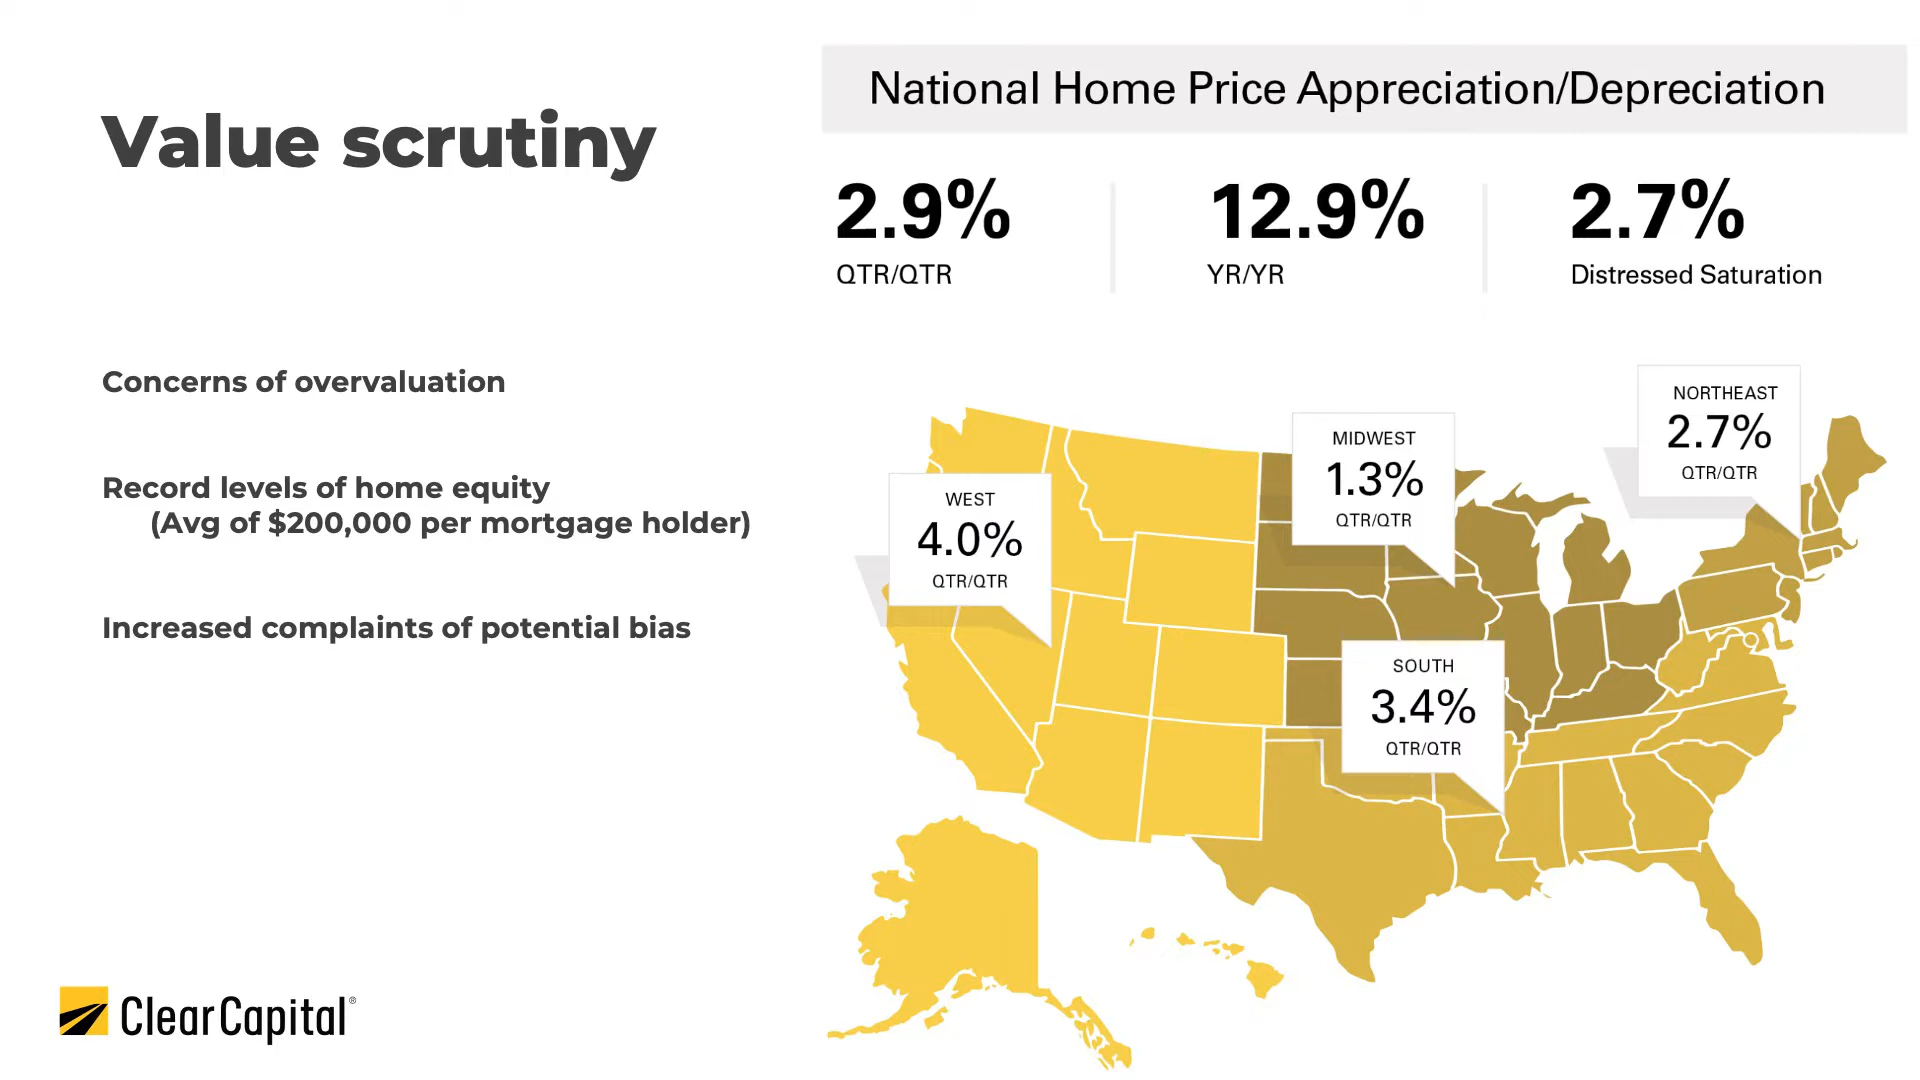 Value scrutiny
Concerns of overvaluation
Record levels of home equity
(Avg of $200,000 per mortgage holder)
Increased complaints of potential bias
ClearCapital®
National Home Price Appreciation/Depreciation
2.9%
QTR/QTR
12.9%
YR/YR
2.7%
Distressed Saturation
WEST
4.0%
QTR/QTR
MIDWEST
1.3%
QTR/QTR
NORTHEAST
2.7%
QTR/QTR
SOUTH
3.4%
QTR/QTR